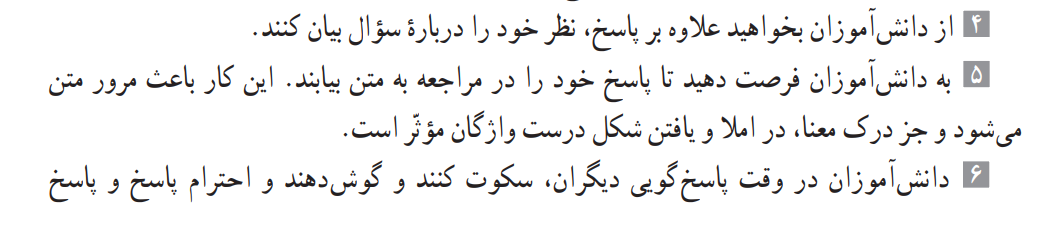 ۴ از دانش‌آموزان بخواهید علاوه بر پاسخ، نظر خود را دربارهٔ سؤال بیان کنند.
۵ به دانش‌آموزان فرصت دهید تا پاسخ خود را در مراجعه به متن بیابند. این کار باعث مرور متن
می‌شود و جز درک معنا، در املا و یافتن شکل درست واژگان مؤثّر است.
۶ دانش‌آموزان در وقت پاسخ‌گویی دیگران، سکوت کنند و گوش‌دهند و احترام پاسخ و پاسخ